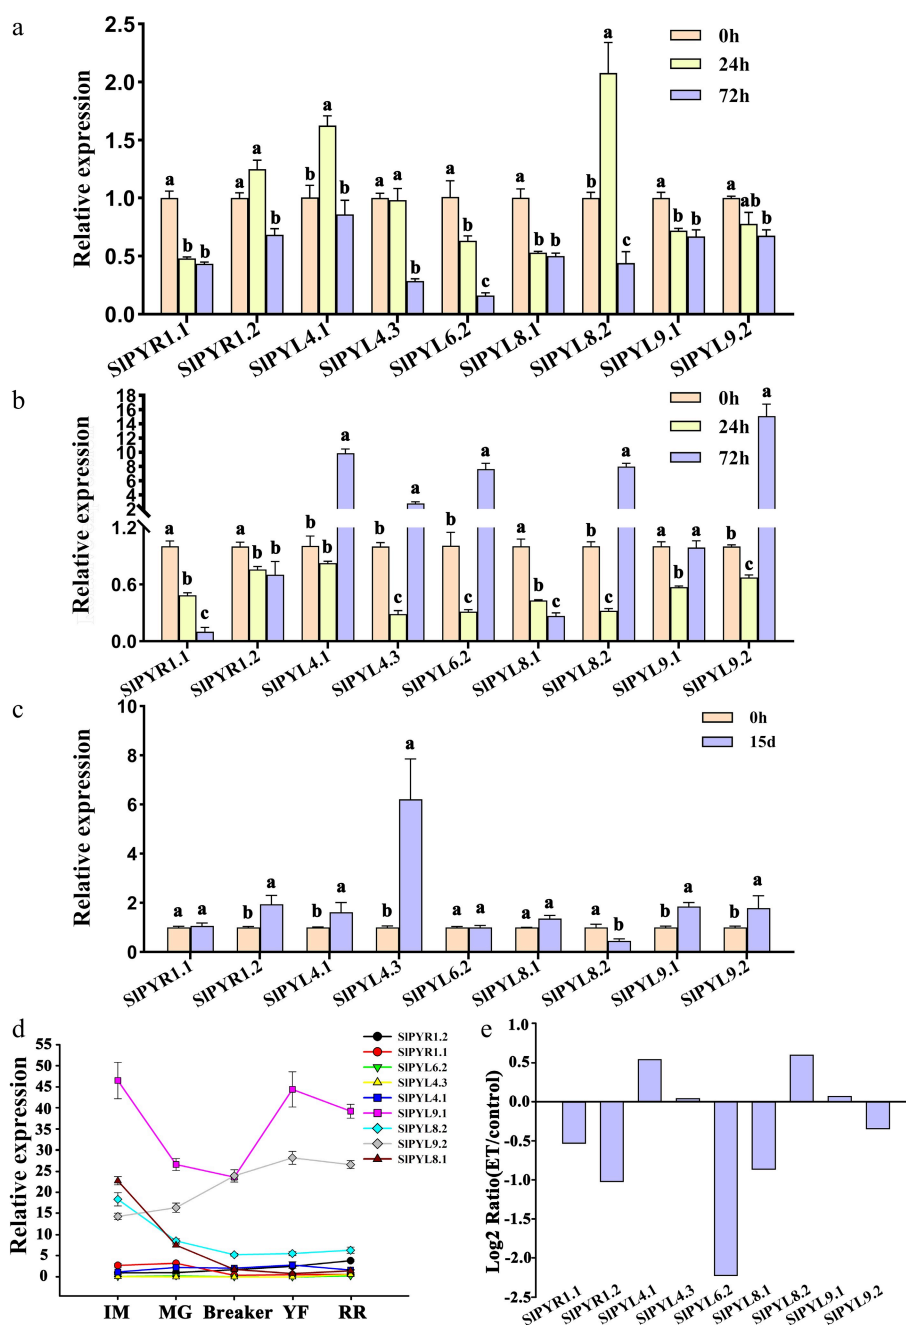 a
Relative expression
2.5
2.0
1.5
1.0
0.5
0.0
0h
24h
72h
a b b
a a b
b a b
a a b
a b c
a b b
b a c
a b b
a ab b
SlPYR1.1 SlPYR1.2 SlPYL4.1 SlPYL4.3 SlPYL6.2 SlPYL8.1 SlPYL8.2 SlPYL9.1 SlPYL9.2
b
Relative expression
18
16
14
12
10
8
6
4
2
1.2
0.6
0.0
0h
24h
72h
a b c
a b b
b b a
b c a
b c a
a b c
b c a
a b a
b c a
SlPYR1.1 SlPYR1.2 SlPYL4.1 SlPYL4.3 SlPYL6.2 SlPYL8.1 SlPYL8.2 SlPYL9.1 SlPYL9.2
c
Relative expression
10
8
6
4
2
0
0h
15d
a a
b a
b a
b a
a a
a a
a b
b a
b a
SlPYR1.1 SlPYR1.2 SlPYL4.1 SlPYL4.3 SlPYL6.2 SlPYL8.1 SlPYL8.2 SlPYL9.1 SlPYL9.2
d
Relative expression
55
50
45
40
35
30
25
20
15
10
5
0
SlPYR1.2
SlPYR1.1
SlPYL6.2
SlPYL4.3
SlPYL4.1
SlPYL9.1
SlPYL8.2
SlPYL9.2
SlPYL8.1
IM MG Breaker YF RR
e
Log2 Ratio(ET/control)
1.0
0.5
0.0
-0.5
-1.0
-1.5
-2.0
-2.5
SlPYR1.1 SlPYR1.2 SlPYL4.1 SlPYL4.3 SlPYL6.2 SlPYL8.1 SlPYL8.2 SlPYL9.1 SlPYL9.2